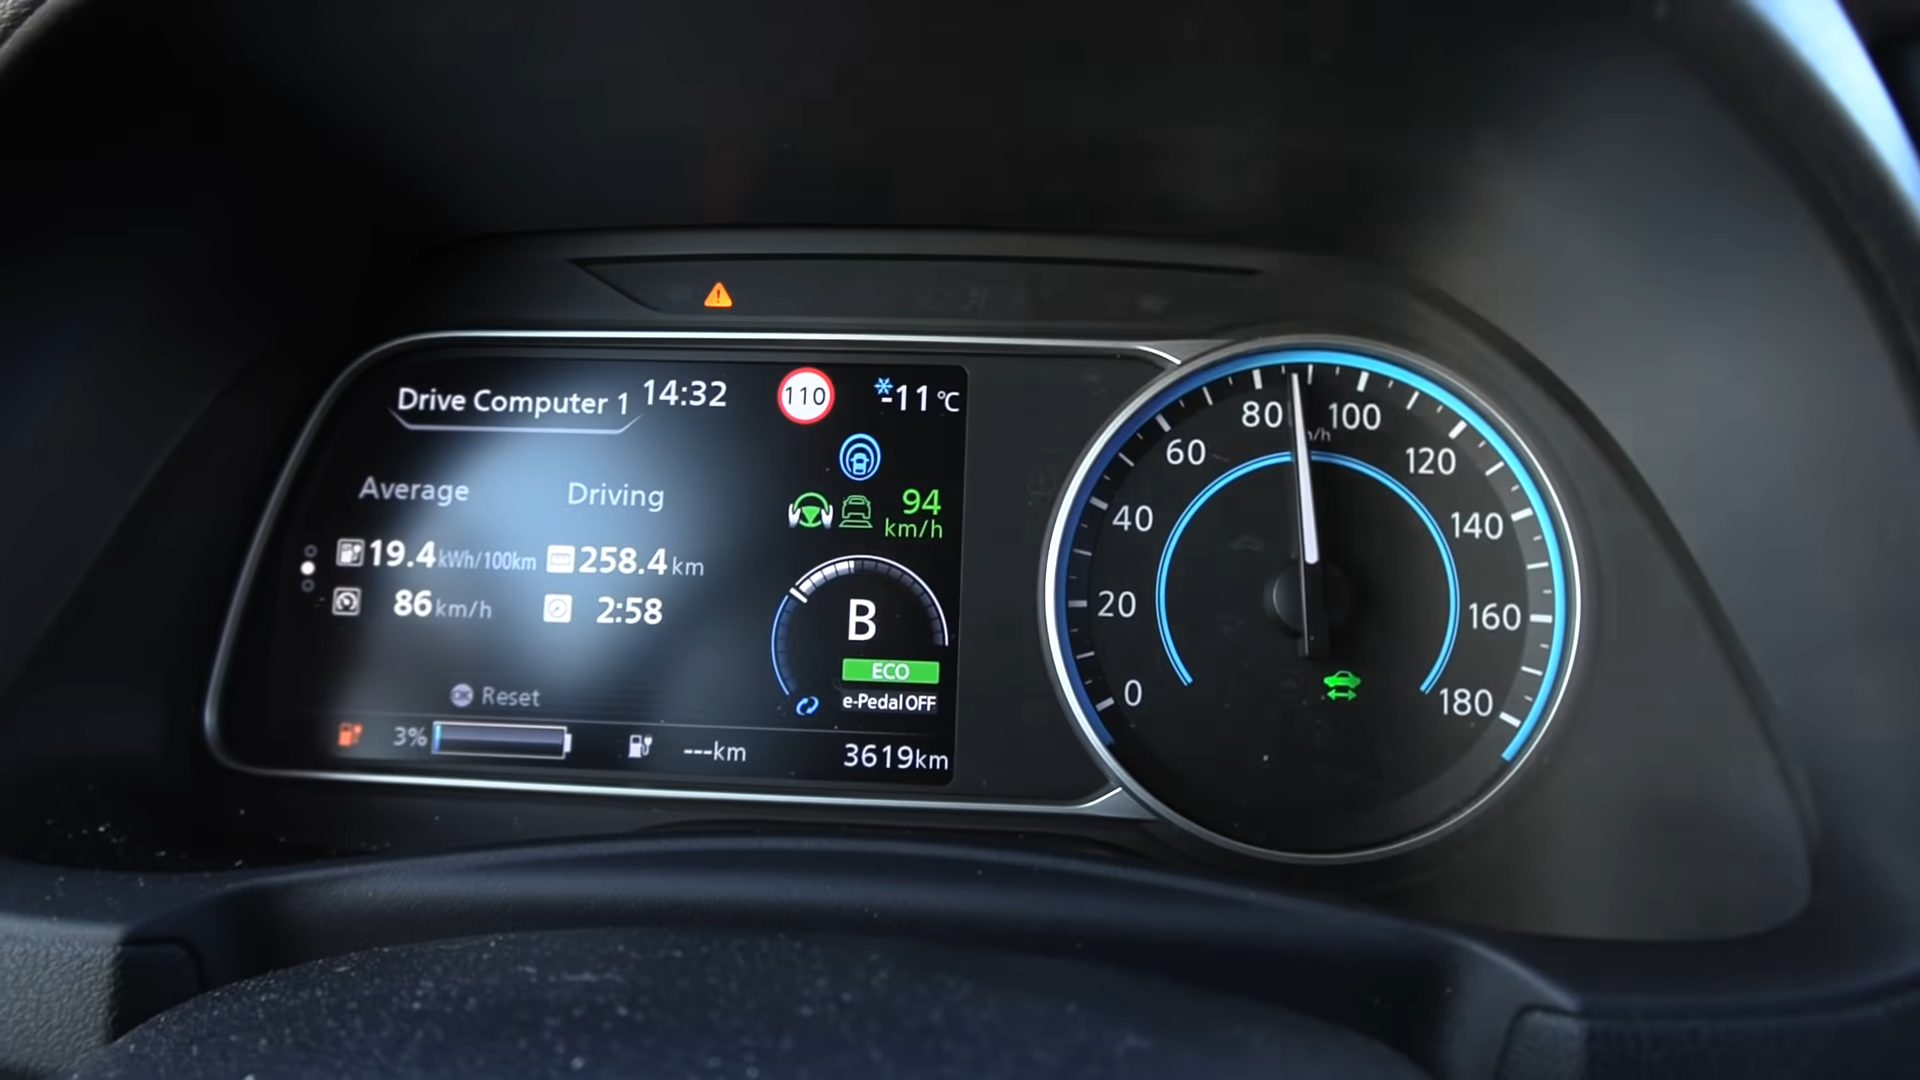 Drive Computer 1 14:32 110 -11°C
Average Driving
94
km/h
19.4 kWh/100km 258.4 km
86 km/h 2:58
B
ECO
Reset
e-Pedal OFF
3% ---km 3619km
0
20
40
60
80
100
120
140
160
180